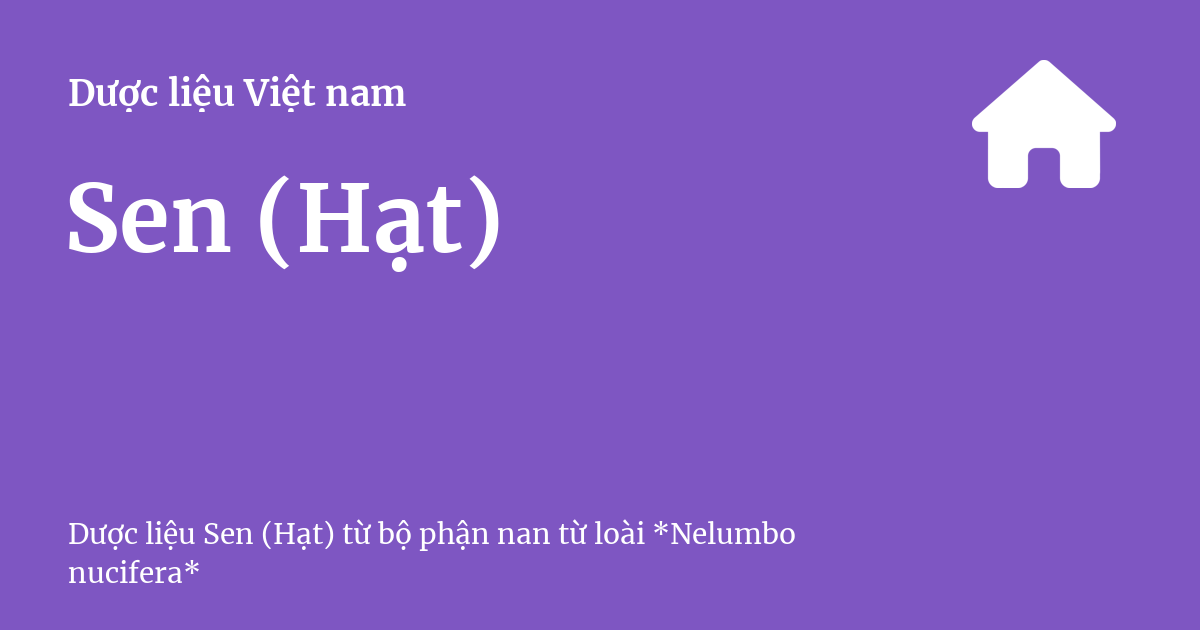 Dược liệu Việt nam
Sen (Hạt)
Dược liệu Sen (Hạt) từ bộ phận nan từ loài *Nelumbo
nucifera*